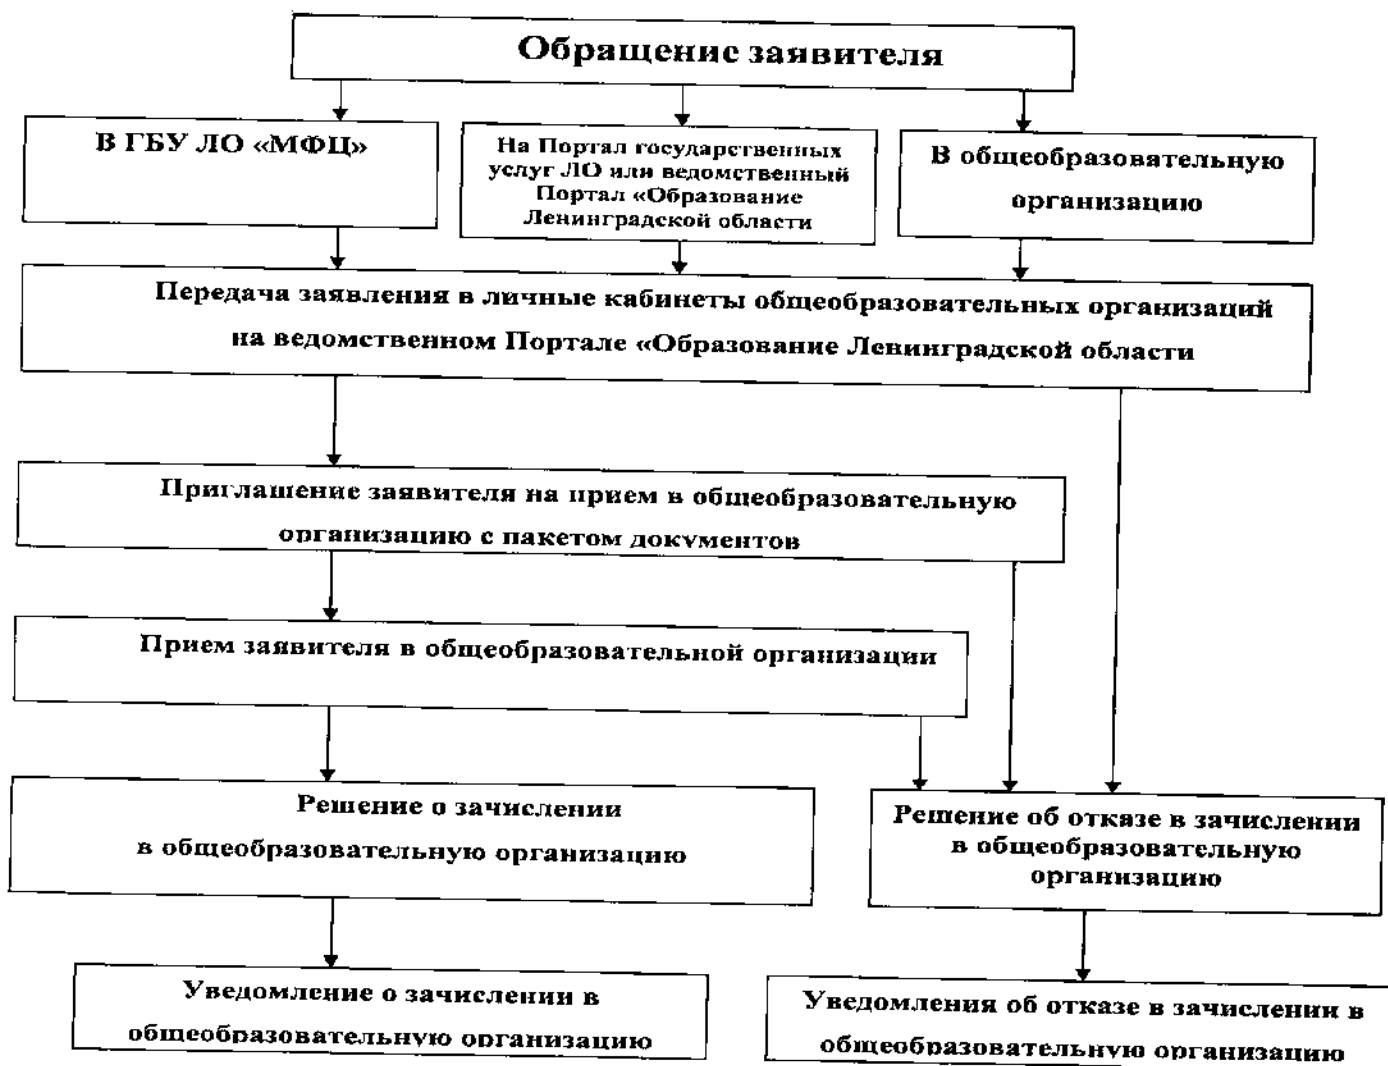 Обращение заявителя
В ГБУ ЛО «МФЦ»
На Портал государственных
услуг ЛО или ведомственный
Портал «Образование
Ленинградской области
В общеобразовательную
организацию
Передача заявления в личные кабинеты общеобразовательных организаций
на ведомственном Портале «Образование Ленинградской области
Приглашение заявителя на прием в общеобразовательную
организацию с пакетом документов
Прием заявителя в общеобразовательной организации
Решение о зачислении
в общеобразовательную организацию
Решение об отказе в зачислении
в общеобразовательную
организацию
Уведомление о зачислении в
общеобразовательную организацию
Уведомления об отказе в зачислении в
общеобразовательную организацию